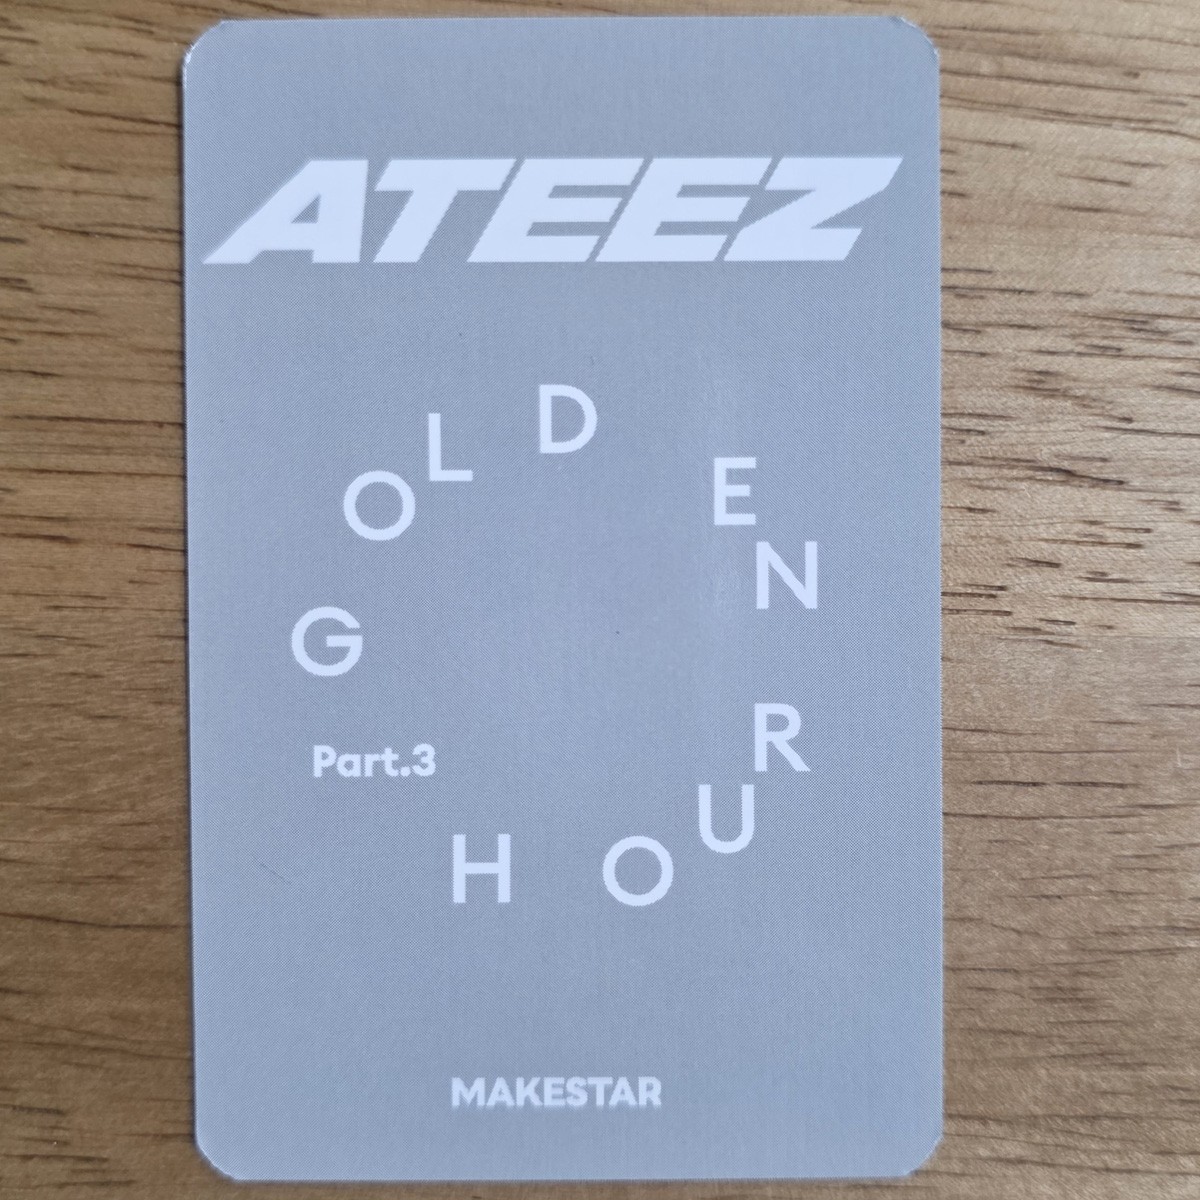 ATEEZ
GOLDEN
HOUR
Part.3
MAKESTAR